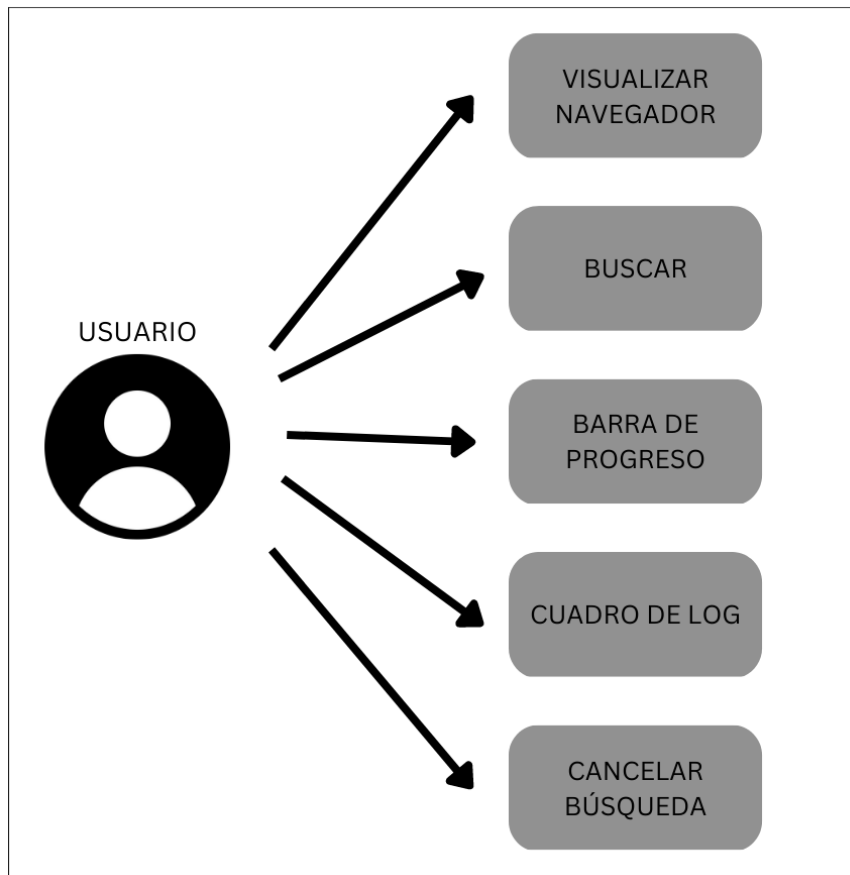 VISUALIZAR
NAVEGADOR
BUSCAR
USUARIO
BARRA DE
PROGRESO
CUADRO DE LOG
CANCELAR
BÚSQUEDA